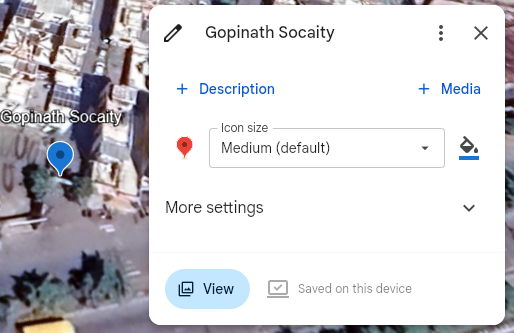 Gopinath Socaity
Gopinath Socaity
+ Description
+ Media
Icon size
Medium (default)
More settings
View
Saved on this device